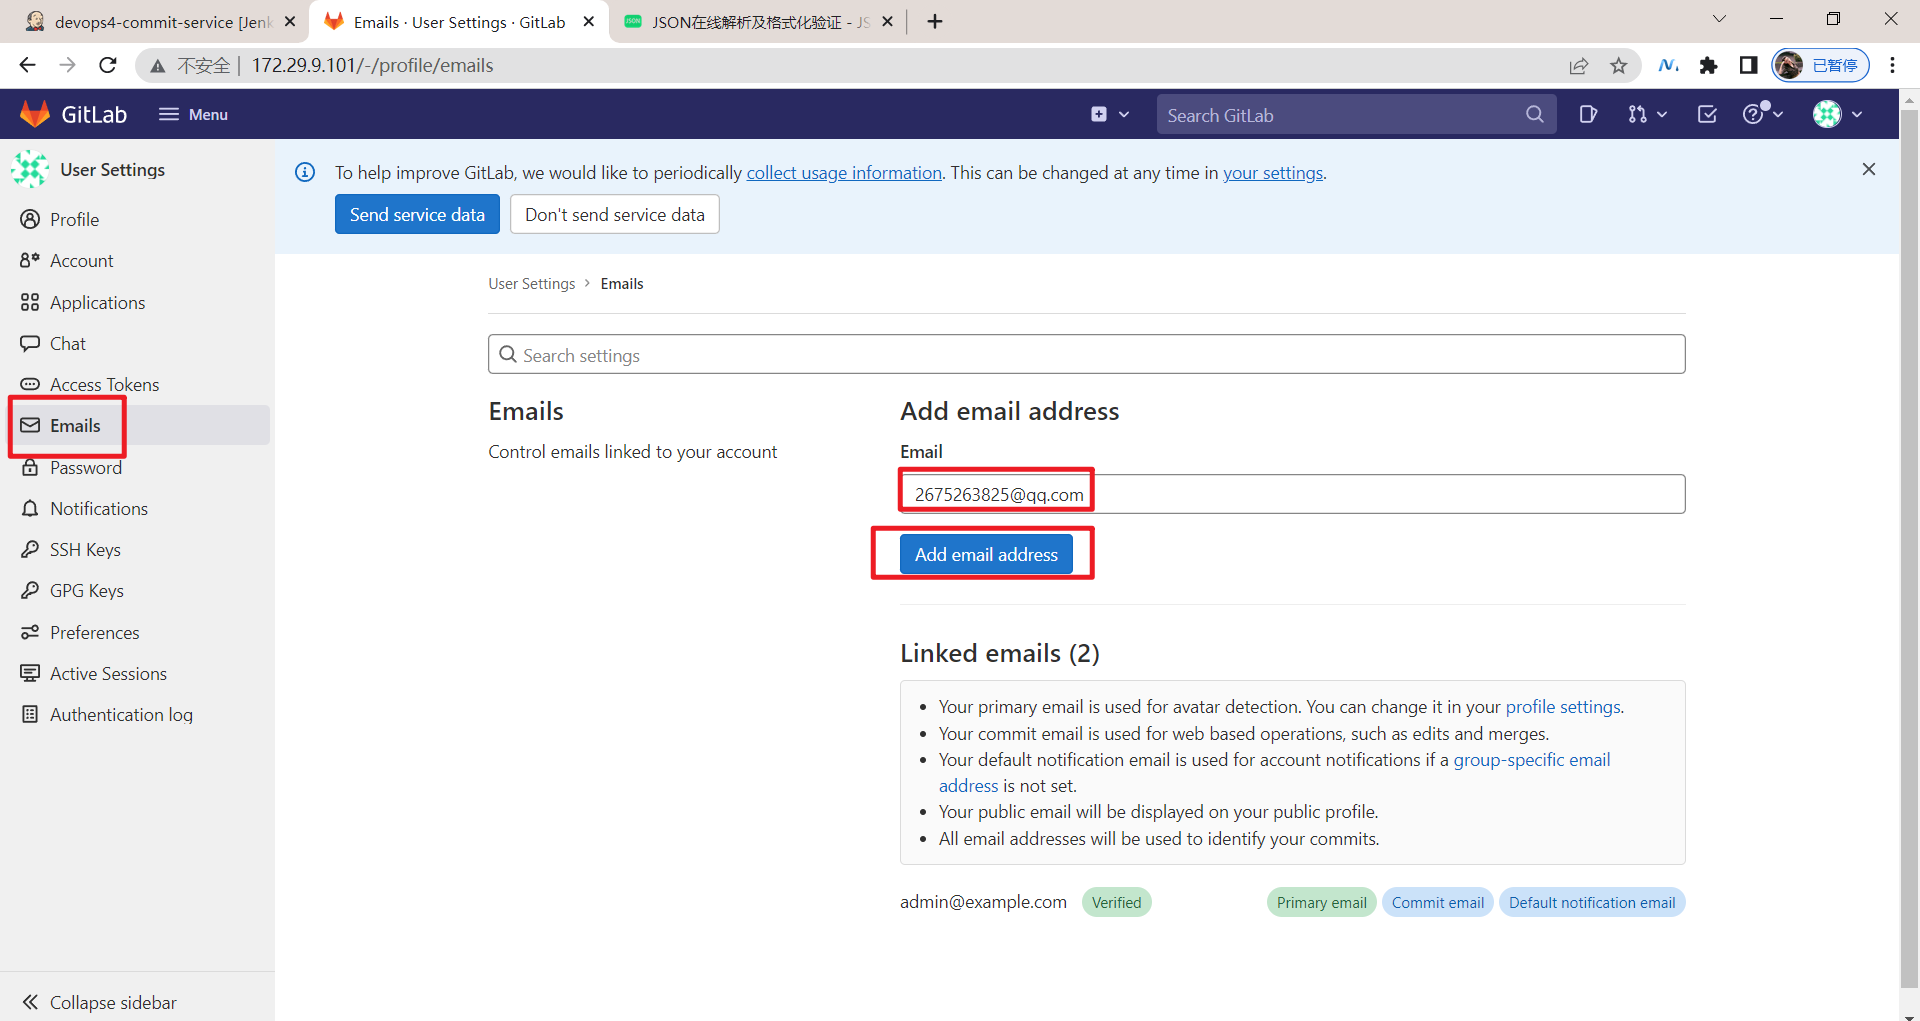 devops4-commit-service [Jenk
Emails · User Settings · GitLab
JSON在线解析及格式化验证 - JS
不安全 | 172.29.9.101/-/profile/emails
已暂停
GitLab
Menu
Search GitLab
User Settings
Profile
Account
Applications
Chat
Access Tokens
Emails
Password
Notifications
SSH Keys
GPG Keys
Preferences
Active Sessions
Authentication log
Collapse sidebar
To help improve GitLab, we would like to periodically collect usage information. This can be changed at any time in your settings.
Send service data
Don't send service data
User Settings › Emails
Search settings
Emails
Control emails linked to your account
Add email address
Email
2675263825@qq.com
Add email address
Linked emails (2)
• Your primary email is used for avatar detection. You can change it in your profile settings.
• Your commit email is used for web based operations, such as edits and merges.
• Your default notification email is used for account notifications if a group-specific email
address is not set.
• Your public email will be displayed on your public profile.
• All email addresses will be used to identify your commits.
admin@example.com Verified Primary email Commit email Default notification email